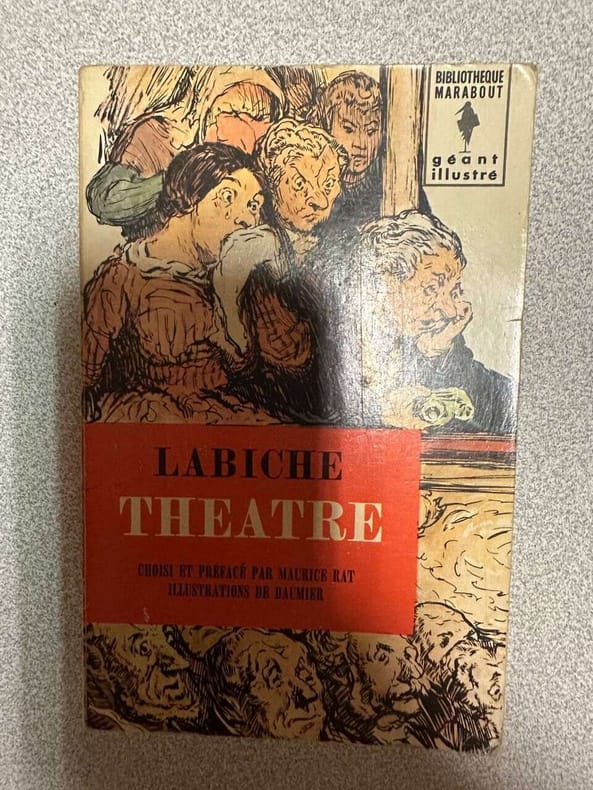 BIBLIOTHEQUE
MARABOUT
géant
illustré
LABICHE
THEATRE
CHOISI ET PRÉFACÉ PAR MAURICE RAT
ILLUSTRATIONS DE DAUMIER